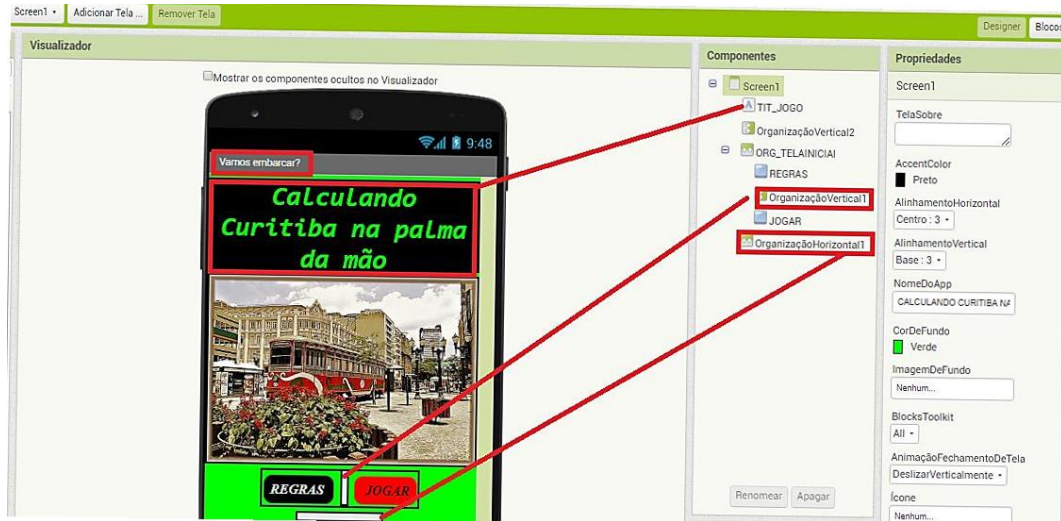 Screen1
Adicionar Tela ...
Remover Tela
Designer
Blocos
Visualizador
Mostrar os componentes ocultos no Visualizador
9:48
Vamos embarcar?
Calculando
Curitiba na palma
da mão
REGRAS
JOGAR
Componentes
Screen1
TIT_JOGO
OrganizaçãoVertical2
ORG_TELAINICIAl
REGRAS
OrganizaçãoVertical1
JOGAR
OrganizaçãoHorizontal1
Renomear
Apagar
Propriedades
Screen1
TelaSobre
AccentColor
Preto
AlinhamentoHorizontal
Centro : 3
AlinhamentoVertical
Base : 3
NomeDoApp
CALCULANDO CURITIBA NA
CorDeFundo
Verde
ImagemDeFundo
Nenhum...
BlocksToolkit
All
AnimaçãoFechamentoDeTela
DeslizarVerticalmente
Ícone
Nenhum...